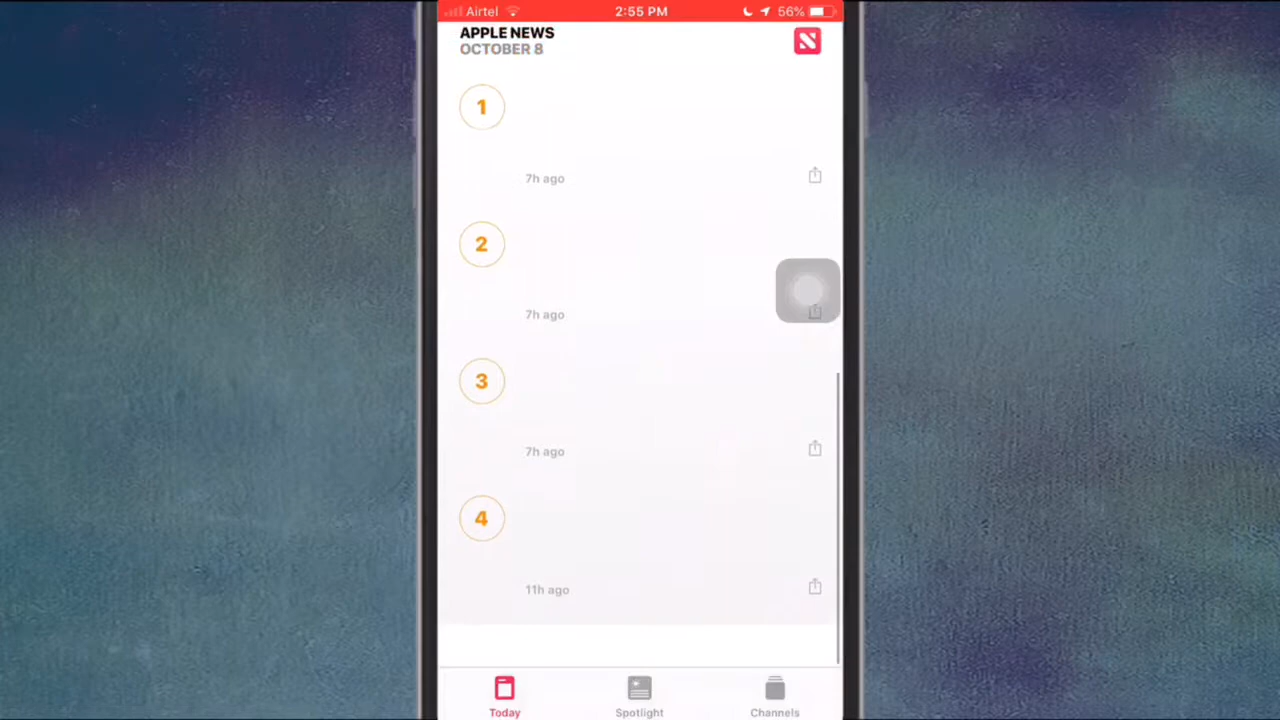 Airtel 2:55 PM 56%
APPLE NEWS
OCTOBER 8
1
7h ago
2
7h ago
3
7h ago
4
11h ago
Today Spotlight Channels